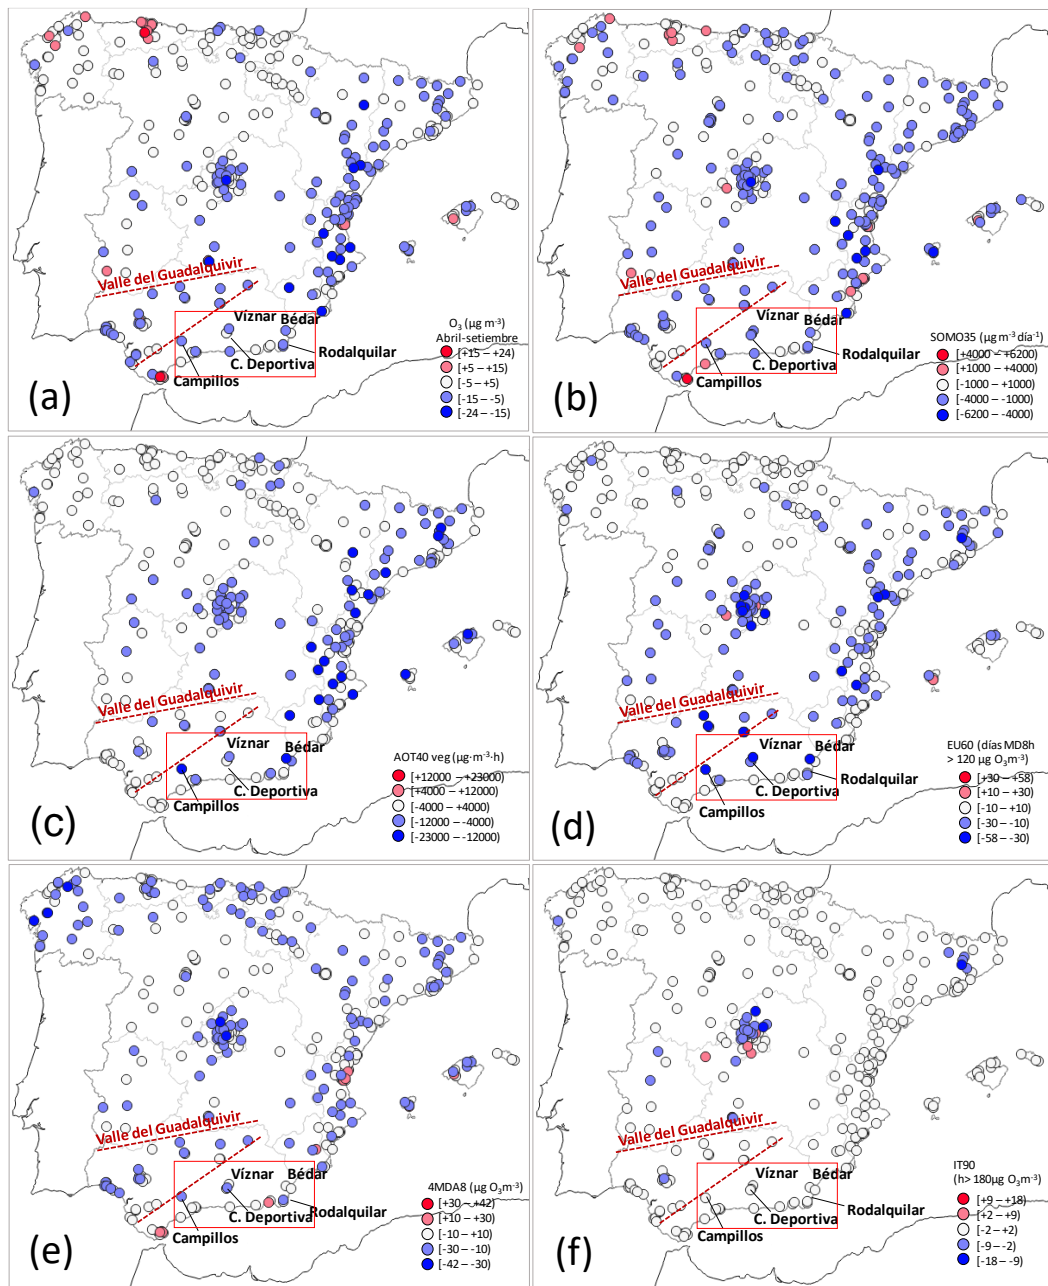 Valle del Guadalquivir
Víznar
Bédar
Rodalquilar
C. Deportiva
Campillos
O₃ (µg m⁻³)
Abril-setiembre
[+15 – +24)
[+5 – +15)
[-5 – +5)
[-15 – -5)
[-24 – -15)
(a)
Valle del Guadalquivir
Víznar
Bédar
Rodalquilar
C. Deportiva
Campillos
SOMO35 (µg m⁻³ día⁻¹)
[+4000 – +6200)
[+1000 – +4000)
[-1000 – +1000)
[-4000 – -1000)
[-6200 – -4000)
(b)
Valle del Guadalquivir
Víznar
Bédar
C. Deportiva
Campillos
AOT40 veg (µg·m⁻³·h)
[+12000 – +23000)
[+4000 – +12000)
[-4000 – +4000)
[-12000 – -4000)
[-23000 – -12000)
(c)
Valle del Guadalquivir
Víznar
Bédar
Rodalquilar
C. Deportiva
Campillos
EU60 (días MD8h
> 120 µg O₃m⁻³)
[+30 – +58)
[+10 – +30)
[-10 – +10)
[-30 – -10)
[-58 – -30)
(d)
Valle del Guadalquivir
Víznar
Bédar
Rodalquilar
C. Deportiva
Campillos
4MDA8 (µg O₃m⁻³)
[+30 – +42)
[+10 – +30)
[-10 – +10)
[-30 – -10)
[-42 – -30)
(e)
Valle del Guadalquivir
Víznar
Bédar
Rodalquilar
C. Deportiva
Campillos
IT90
(h> 180µg O₃m⁻³)
[+9 – +18)
[+2 – +9)
[-2 – +2)
[-9 – -2)
[-18 – -9)
(f)